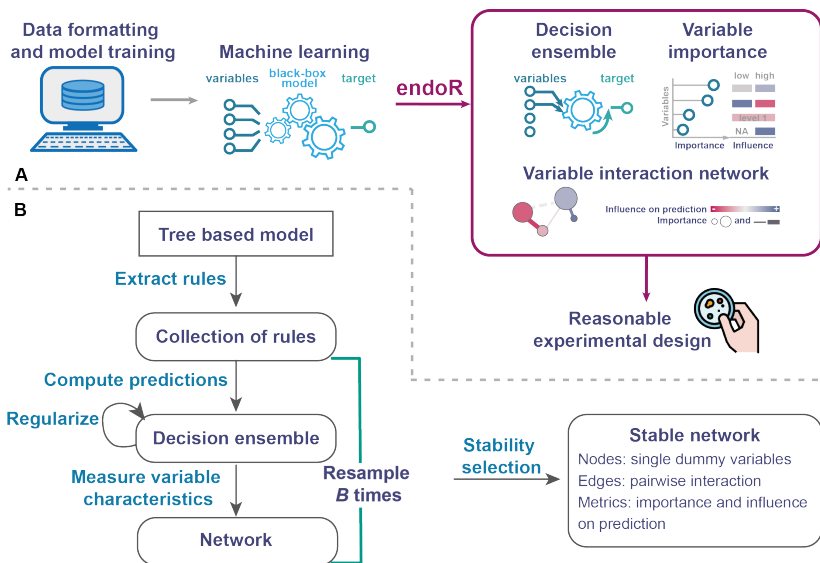 Data formatting
and model training
Machine learning
variables
black-box
model
target
endoR
Decision
ensemble
variables
target
Variable
importance
low high
Variables
level 1
NA
Importance
Influence
Variable interaction network
Influence on prediction - +
Importance and
A
Reasonable
experimental design
B
Tree based model
Extract rules
Collection of rules
Compute predictions
Regularize
Decision ensemble
Measure variable
characteristics
Network
Resample
B times
Stability
selection
Stable network
Nodes: single dummy variables
Edges: pairwise interaction
Metrics: importance and influence
on prediction